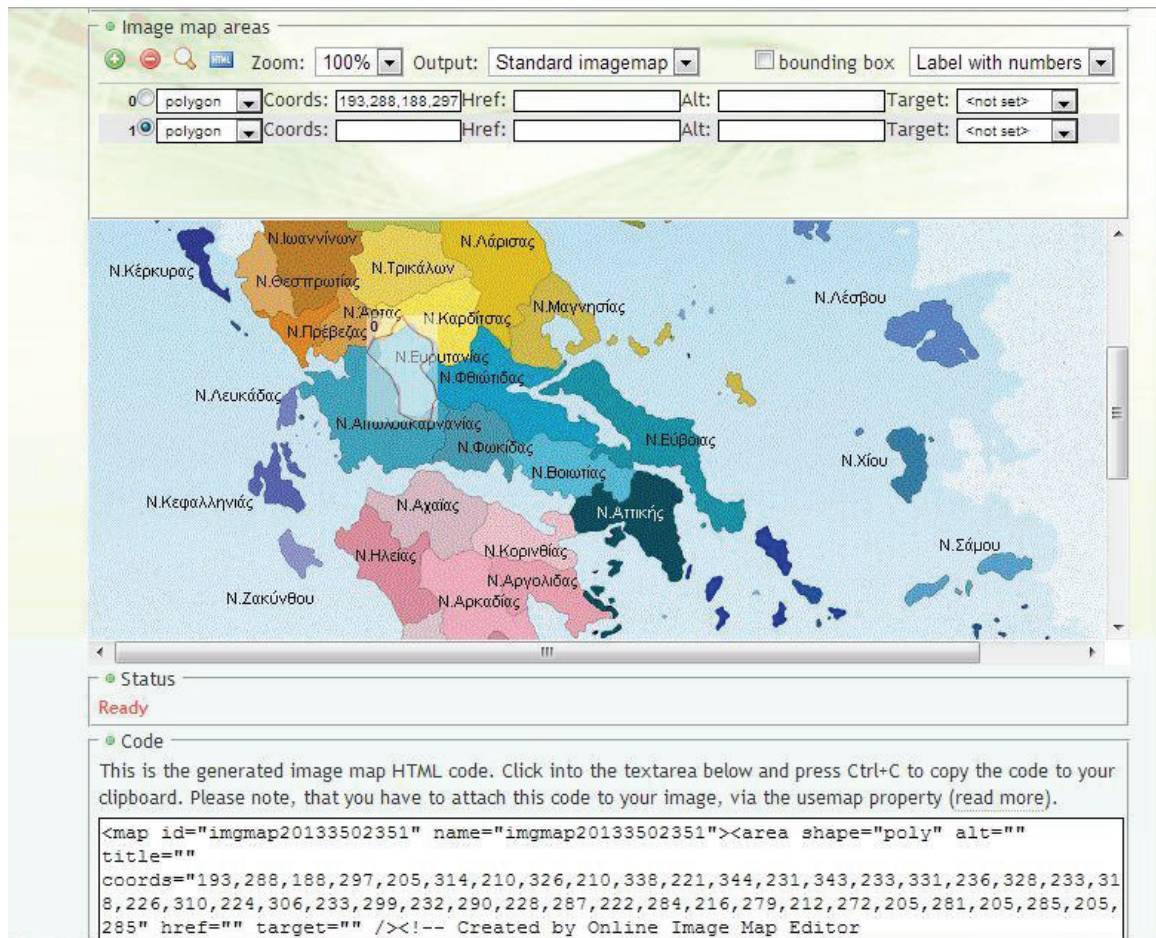 Image map areas
Zoom: 100% Output: Standard imagemap bounding box Label with numbers
0 polygon Coords: 193,288,188,297 Href: Alt: Target: <not set>
1 polygon Coords: Href: Alt: Target: <not set>
Ν.Ιωαννίνων
Ν.Λάρισας
Ν.Κέρκυρας
Ν.Τρικάλων
Ν.Θεσπρωτίας
Ν.Λέσβου
Ν.Μαγνησίας
Ν.Άρτας
Ν.Καρδίτσας
0
Ν.Πρέβεζας
Ν.Ευρυτανίας
Ν.Φθιώτιδας
Ν.Λευκάδας
Ν.Αιτωλοακαρνανίας
Ν.Εύβοιας
Ν.Φωκίδας
Ν.Χίου
Ν.Βοιωτίας
Ν.Κεφαλληνιάς
Ν.Αχαϊας
Ν.Αττικής
Ν.Σάμου
Ν.Ηλείας
Ν.Κορινθίας
Ν.Αργολιδας
Ν.Ζακύνθου
Ν.Αρκαδίας
Status
Ready
Code
This is the generated image map HTML code. Click into the textarea below and press Ctrl+C to copy the code to your
clipboard. Please note, that you have to attach this code to your image, via the usemap property (read more).
<map id="imgmap20133502351" name="imgmap20133502351"><area shape="poly" alt=""
title=""
coords="193,288,188,297,205,314,210,326,210,338,221,344,231,343,233,331,236,328,233,31
8,226,310,224,306,233,299,232,290,228,287,222,284,216,279,212,272,205,281,205,285,205,
285" href="" target="" /><!-- Created by Online Image Map Editor